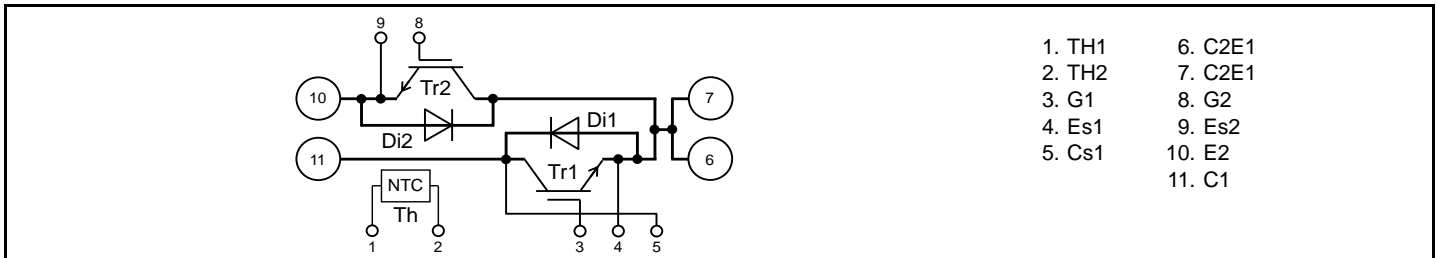 9 8
Tr2
10 7
Di2 Di1
11 6
Tr1
NTC
Th
1 2 3 4 5
1. TH1 6. C2E1
2. TH2 7. C2E1
3. G1 8. G2
4. Es1 9. Es2
5. Cs1 10. E2
11. C1